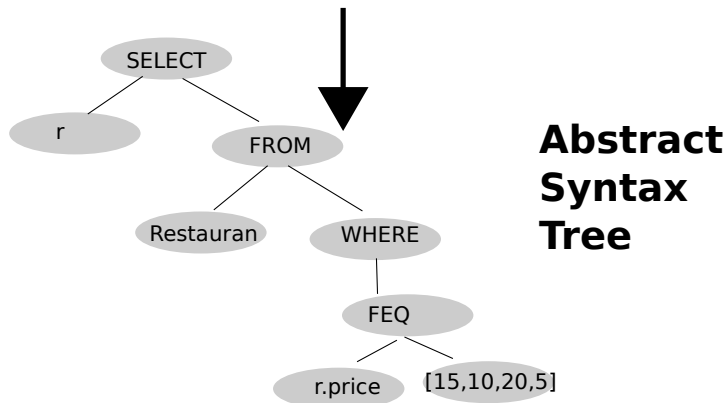 SELECT
r
FROM
Abstract
Syntax
Tree
Restauran
WHERE
FEQ
r.price
[15,10,20,5]